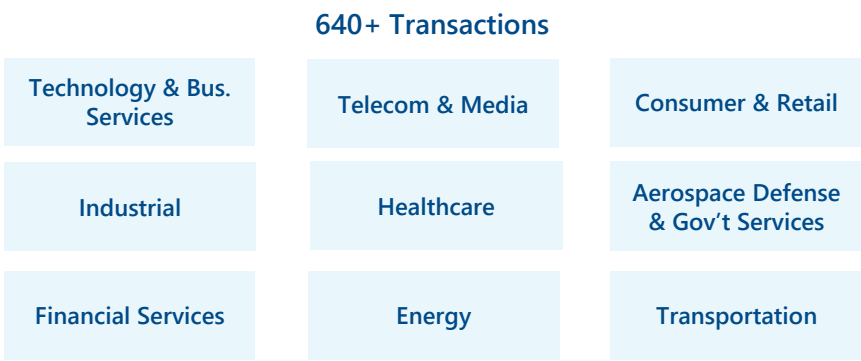 640+ Transactions
Technology & Bus.
Services
Telecom & Media
Consumer & Retail
Industrial
Healthcare
Aerospace Defense
& Gov’t Services
Financial Services
Energy
Transportation